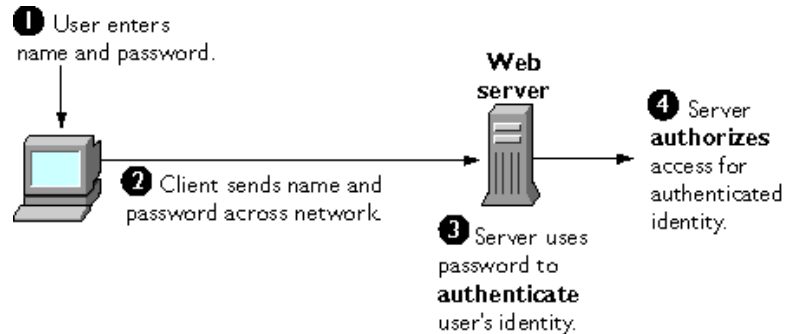 1 User enters
name and password.
2 Client sends name and
password across network.
Web
server
3 Server uses
password to
authenticate
user's identity.
4 Server
authorizes
access for
authenticated
identity.